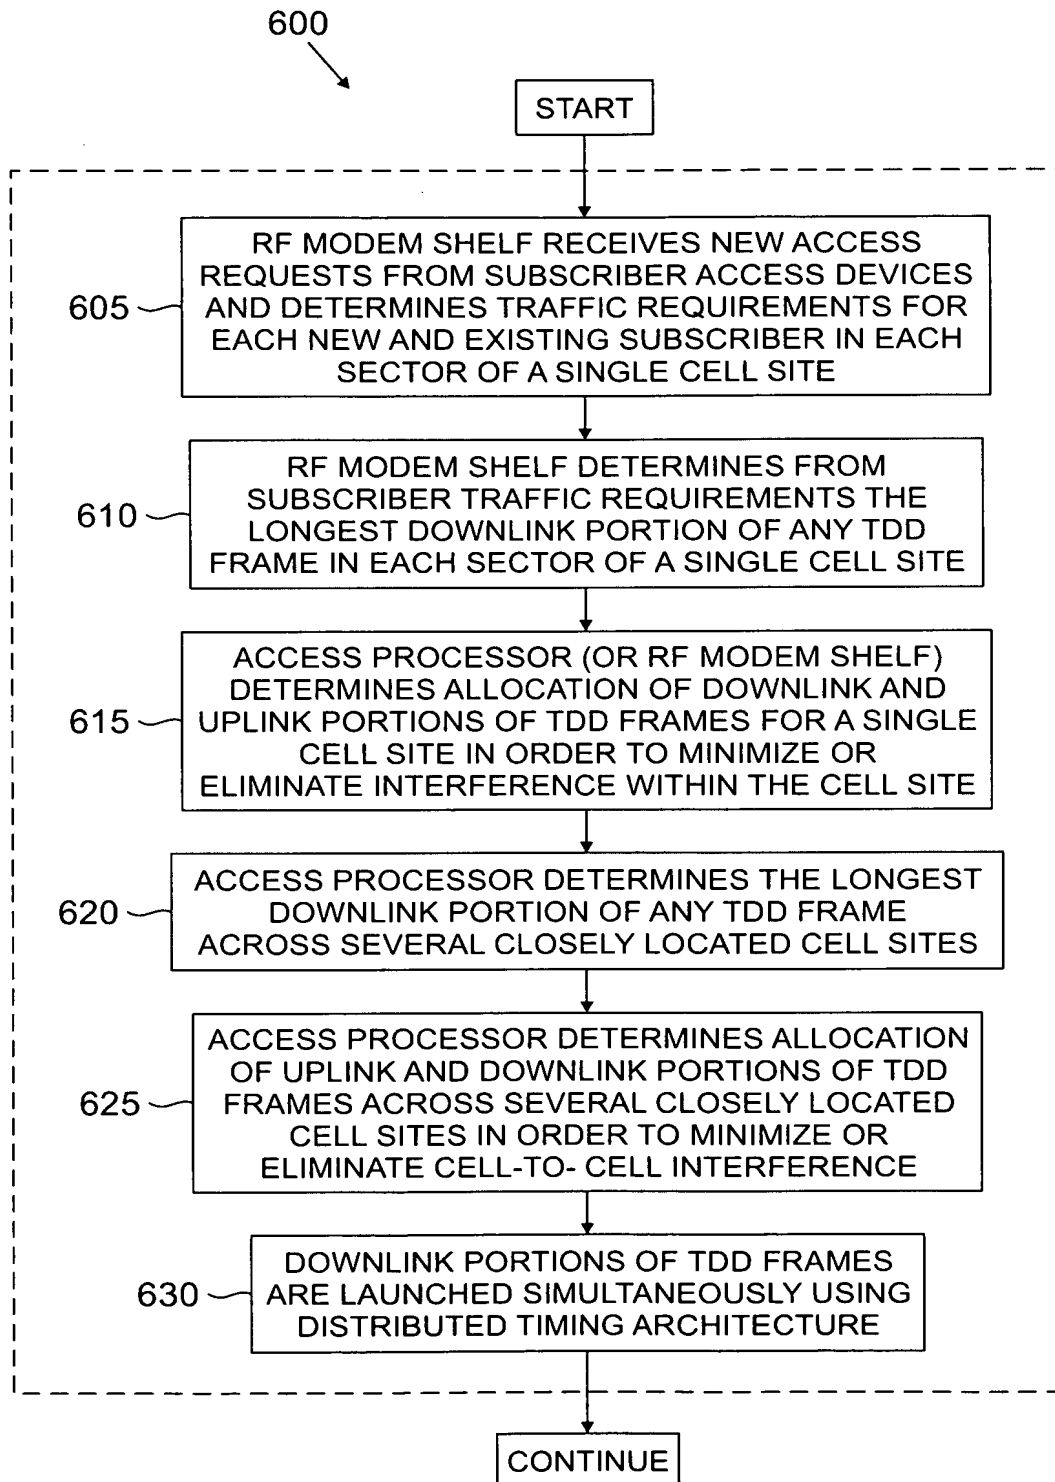 600
START
RF MODEM SHELF RECEIVES NEW ACCESS
REQUESTS FROM SUBSCRIBER ACCESS DEVICES
AND DETERMINES TRAFFIC REQUIREMENTS FOR
EACH NEW AND EXISTING SUBSCRIBER IN EACH
SECTOR OF A SINGLE CELL SITE
605
RF MODEM SHELF DETERMINES FROM
SUBSCRIBER TRAFFIC REQUIREMENTS THE
LONGEST DOWNLINK PORTION OF ANY TDD
FRAME IN EACH SECTOR OF A SINGLE CELL SITE
610
ACCESS PROCESSOR (OR RF MODEM SHELF)
DETERMINES ALLOCATION OF DOWNLINK AND
UPLINK PORTIONS OF TDD FRAMES FOR A SINGLE
CELL SITE IN ORDER TO MINIMIZE OR
ELIMINATE INTERFERENCE WITHIN THE CELL SITE
615
ACCESS PROCESSOR DETERMINES THE LONGEST
DOWNLINK PORTION OF ANY TDD FRAME
ACROSS SEVERAL CLOSELY LOCATED CELL SITES
620
ACCESS PROCESSOR DETERMINES ALLOCATION
OF UPLINK AND DOWNLINK PORTIONS OF TDD
FRAMES ACROSS SEVERAL CLOSELY LOCATED
CELL SITES IN ORDER TO MINIMIZE OR
ELIMINATE CELL-TO- CELL INTERFERENCE
625
DOWNLINK PORTIONS OF TDD FRAMES
ARE LAUNCHED SIMULTANEOUSLY USING
DISTRIBUTED TIMING ARCHITECTURE
630
CONTINUE